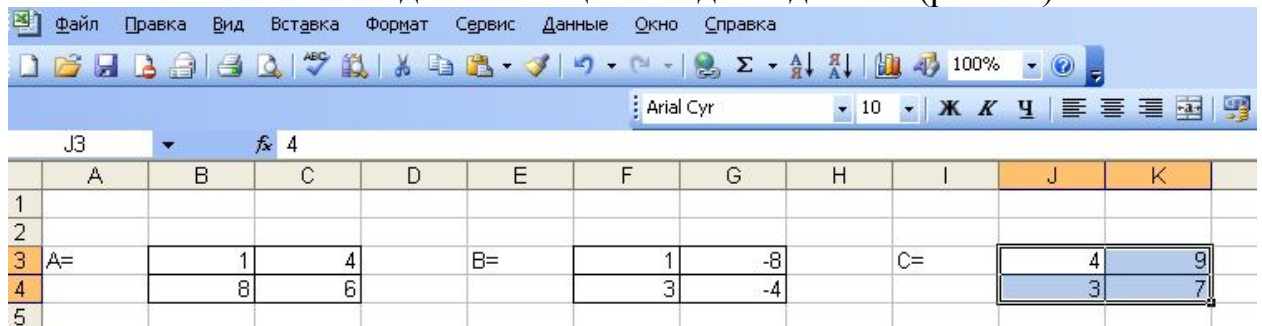 Файл Правка Вид Вставка Формат Сервис Данные Окно Справка
100%
Arial Cyr 10 Ж К Ч
J3 fx 4
A B C D E F G H I J K
1
2
3 A= 1 4 B= 1 -8 C= 4 9
4 8 6 3 -4 3 7
5